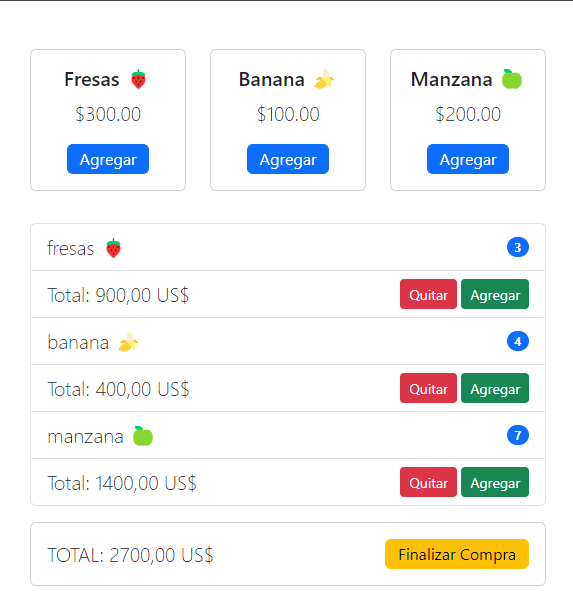 Fresas 🍓 Banana 🍌 Manzana 🍏
$300.00 $100.00 $200.00
Agregar Agregar Agregar
fresas 🍓 3
Total: 900,00 US$ Quitar Agregar
banana 🍌 4
Total: 400,00 US$ Quitar Agregar
manzana 🍏 7
Total: 1400,00 US$ Quitar Agregar
TOTAL: 2700,00 US$ Finalizar Compra